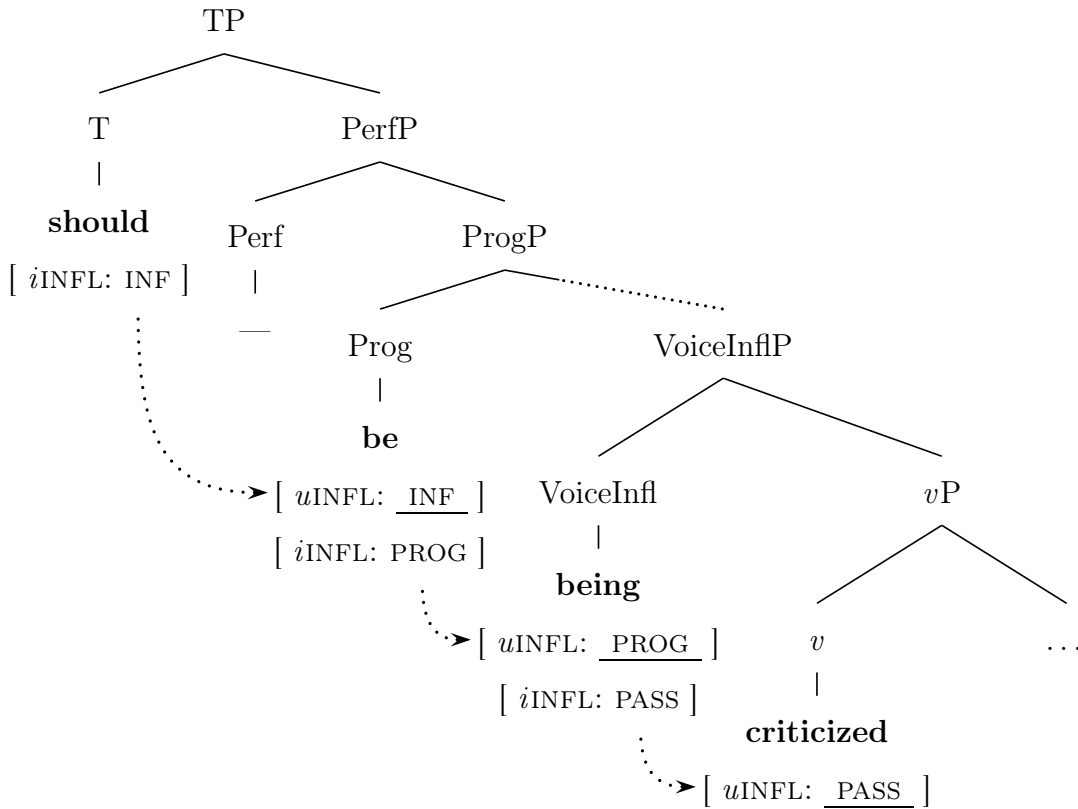 TP
T PerfP
should
Perf ProgP
[ iINFL: INF ]
—
Prog VoiceInflP
be
[ uINFL: INF ] VoiceInfl vP
[ iINFL: PROG ]
being
[ uINFL: PROG ] v ...
[ iINFL: PASS ]
criticized
[ uINFL: PASS ]